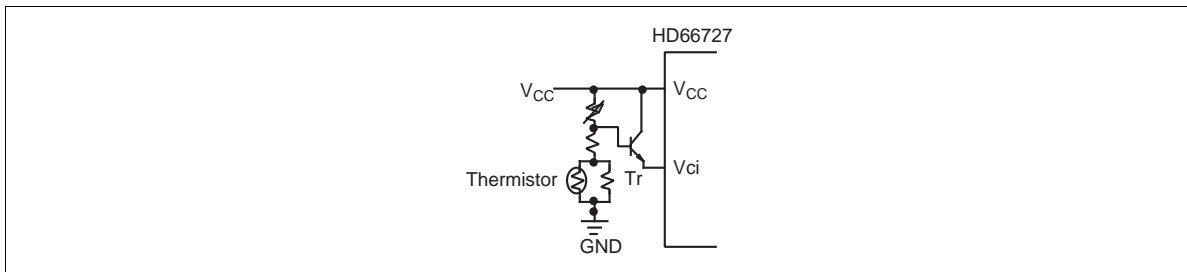 HD66727
VCC
VCC
Thermistor
Tr
Vci
GND